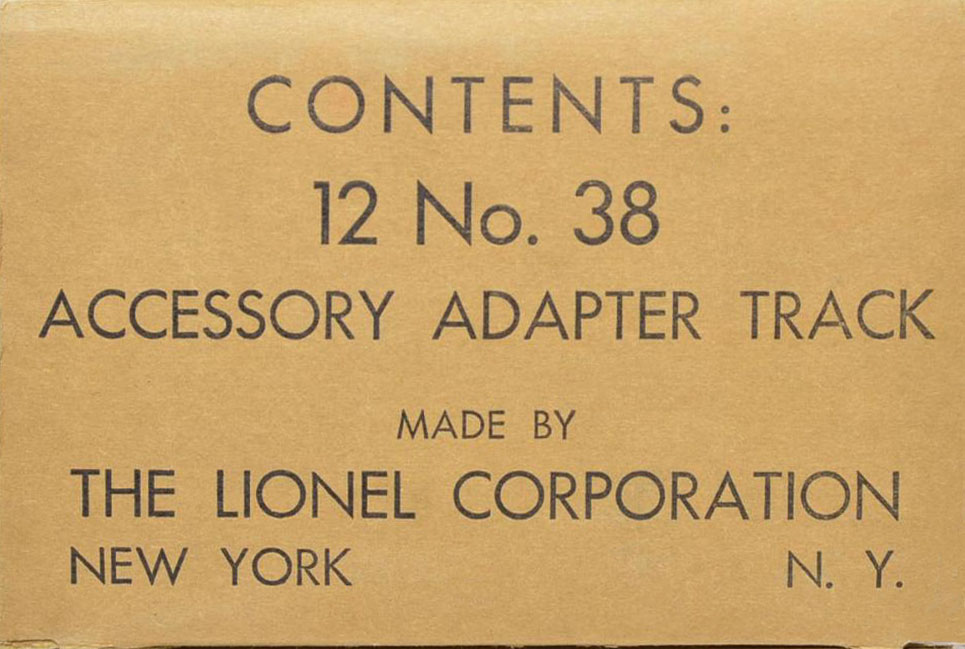 CONTENTS:
12 No. 38
ACCESSORY ADAPTER TRACK
MADE BY
THE LIONEL CORPORATION
NEW YORK N. Y.